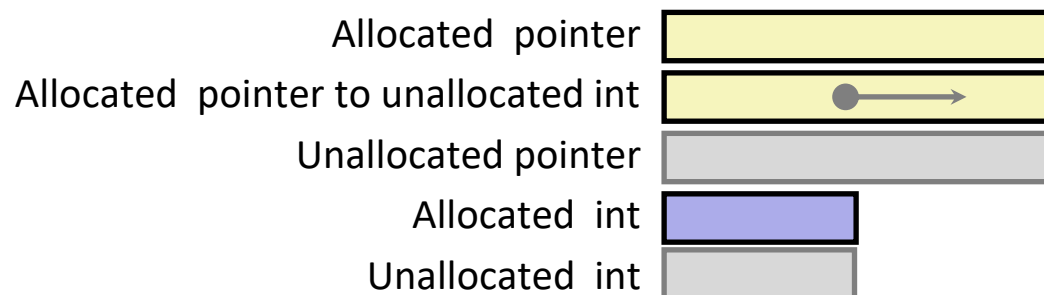 Allocated pointer
Allocated pointer to unallocated int
Unallocated pointer
Allocated int
Unallocated int